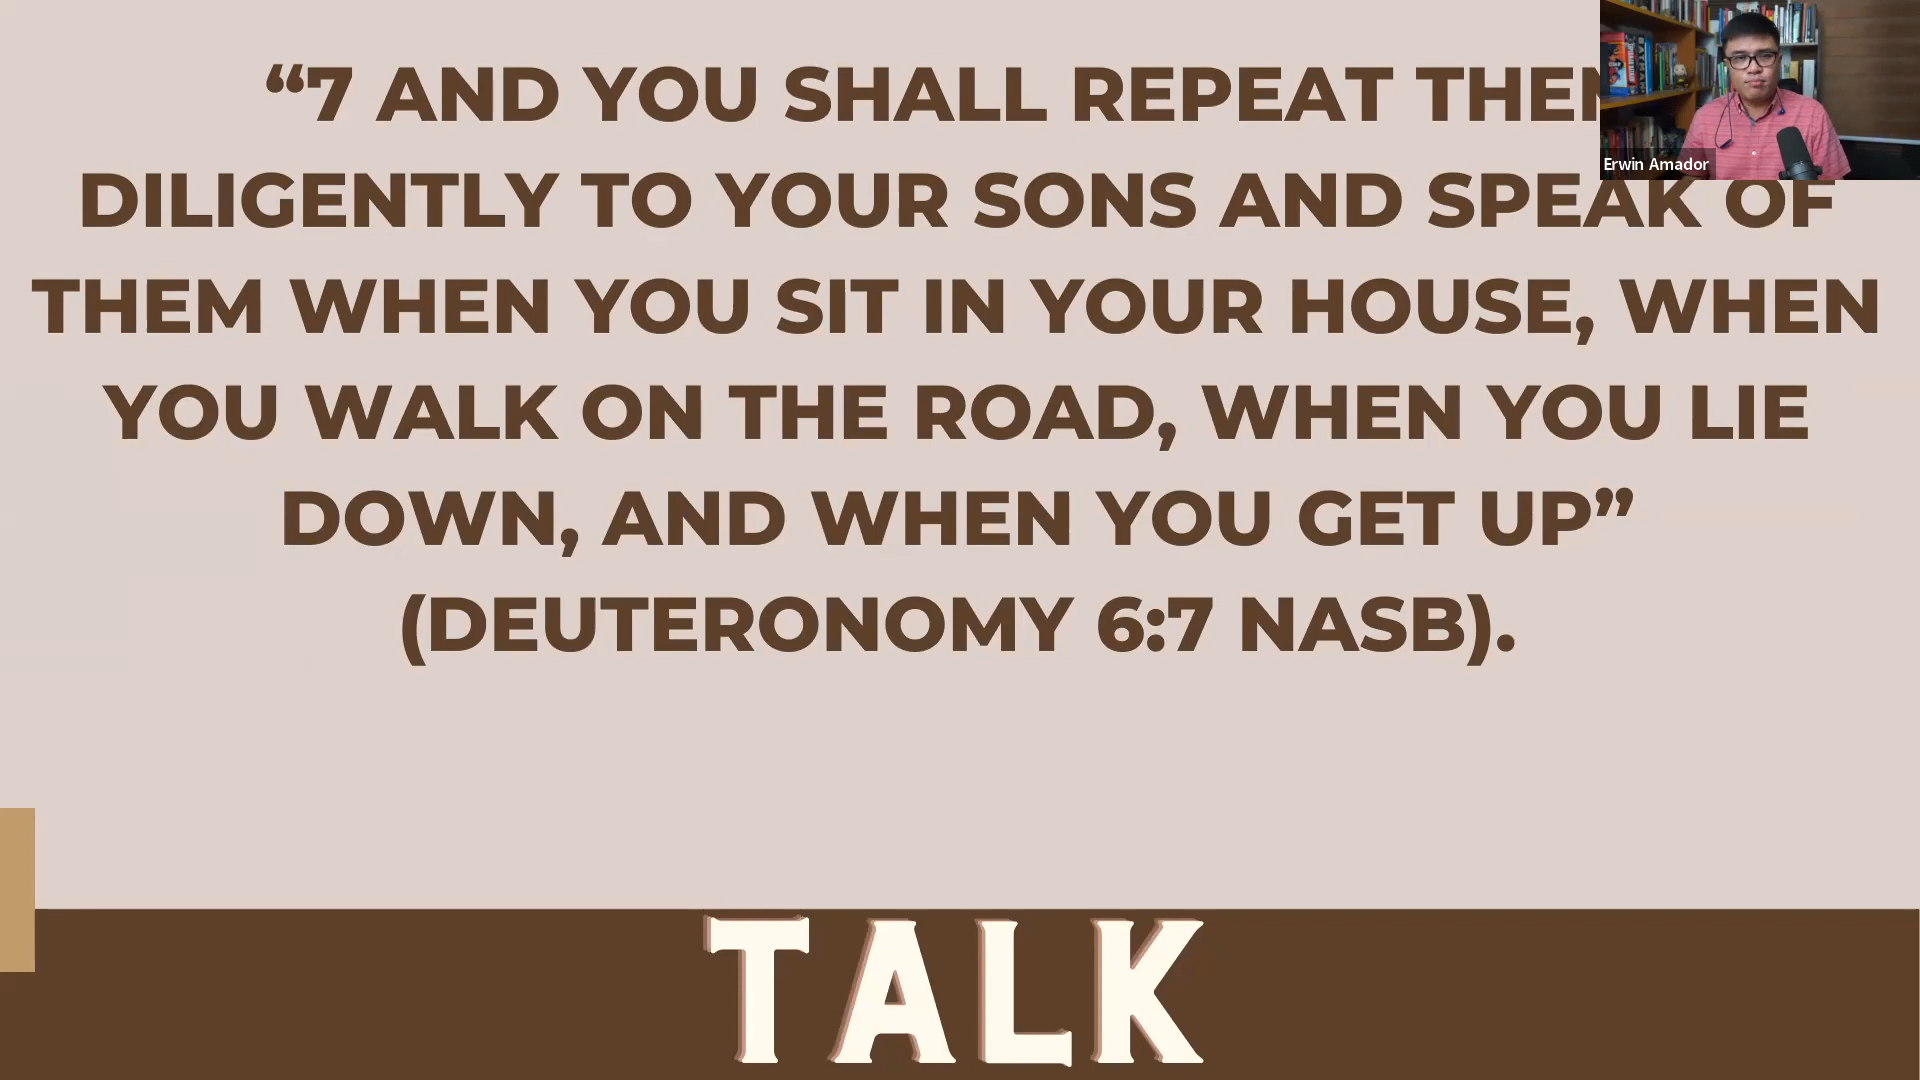 “7 AND YOU SHALL REPEAT THEM
DILIGENTLY TO YOUR SONS AND SPEAK OF
THEM WHEN YOU SIT IN YOUR HOUSE, WHEN
YOU WALK ON THE ROAD, WHEN YOU LIE
DOWN, AND WHEN YOU GET UP”
(DEUTERONOMY 6:7 NASB).
Erwin Amador
TALK